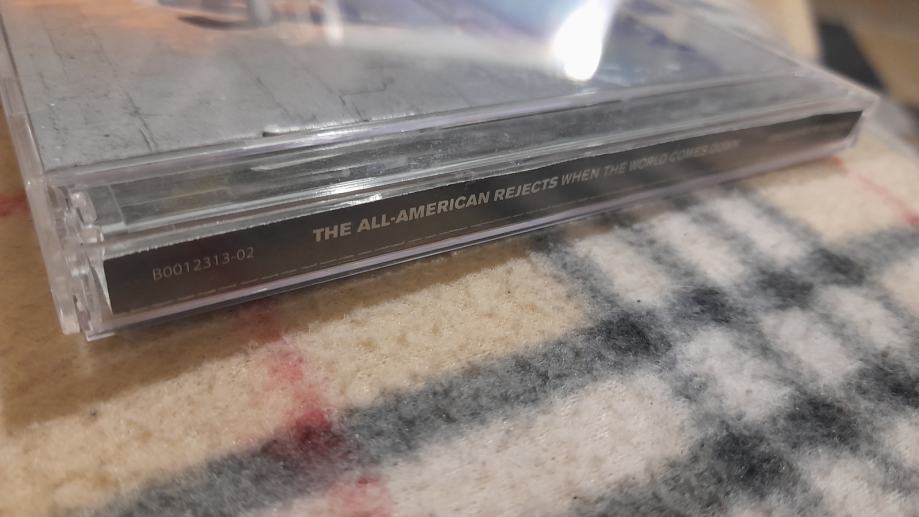 B0012313-02
THE ALL-AMERICAN REJECTS WHEN THE WORLD COMES DOWN